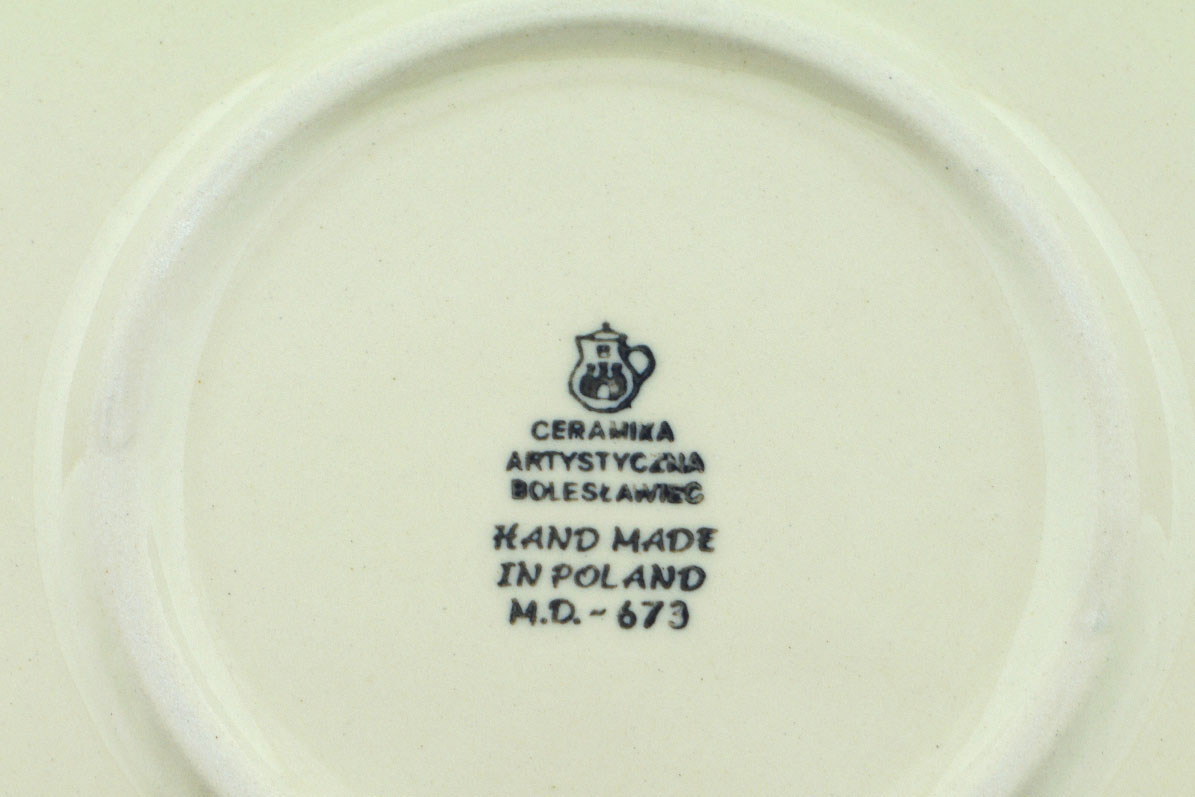 CERAMIKA
ARTYSTYCZNA
BOLESŁAWIEC
HAND MADE
IN POLAND
M.D. - 673